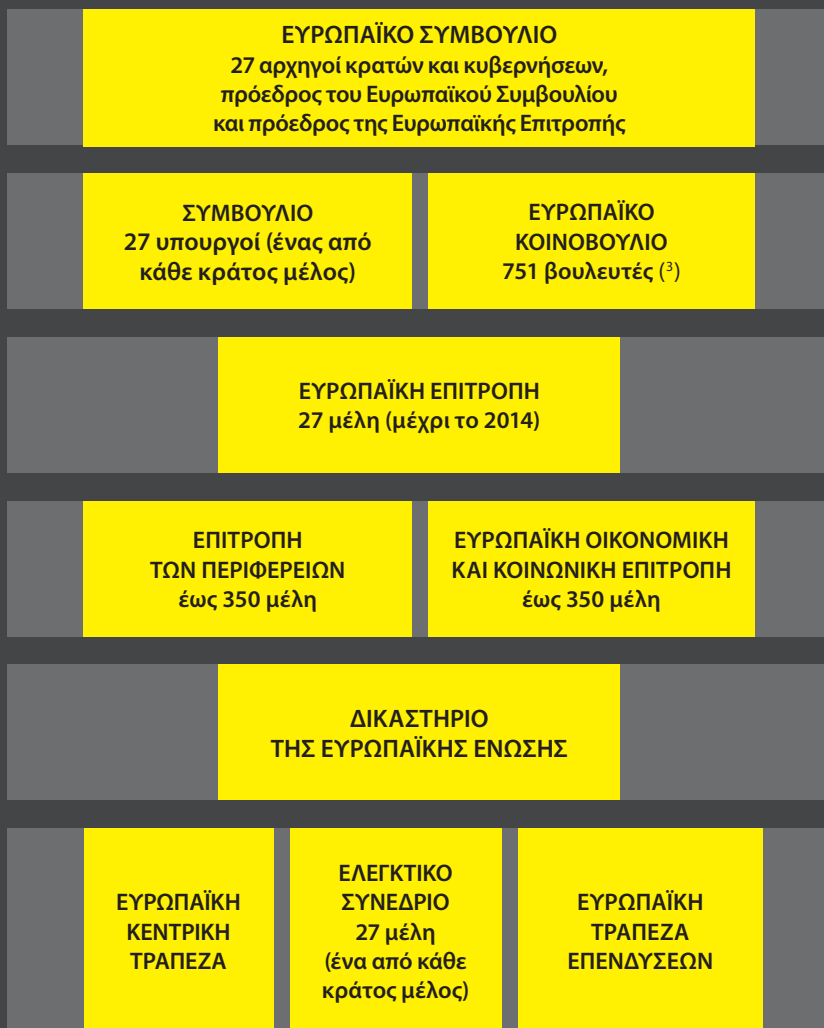 ΕΥΡΩΠΑΪΚΟ ΣΥΜΒΟΥΛΙΟ
27 αρχηγοί κρατών και κυβερνήσεων,
πρόεδρος του Ευρωπαϊκού Συμβουλίου
και πρόεδρος της Ευρωπαϊκής Επιτροπής
ΣΥΜΒΟΥΛΙΟ
27 υπουργοί (ένας από
κάθε κράτος μέλος)
ΕΥΡΩΠΑΪΚΟ
ΚΟΙΝΟΒΟΥΛΙΟ
751 βουλευτές (³)
ΕΥΡΩΠΑΪΚΗ ΕΠΙΤΡΟΠΗ
27 μέλη (μέχρι το 2014)
ΕΠΙΤΡΟΠΗ
ΤΩΝ ΠΕΡΙΦΕΡΕΙΩΝ
έως 350 μέλη
ΕΥΡΩΠΑΪΚΗ ΟΙΚΟΝΟΜΙΚΗ
ΚΑΙ ΚΟΙΝΩΝΙΚΗ ΕΠΙΤΡΟΠΗ
έως 350 μέλη
ΔΙΚΑΣΤΗΡΙΟ
ΤΗΣ ΕΥΡΩΠΑΪΚΗΣ ΕΝΩΣΗΣ
ΕΥΡΩΠΑΪΚΗ
ΚΕΝΤΡΙΚΗ
ΤΡΑΠΕΖΑ
ΕΛΕΓΚΤΙΚΟ
ΣΥΝΕΔΡΙΟ
27 μέλη
(ένα από κάθε
κράτος μέλος)
ΕΥΡΩΠΑΪΚΗ
ΤΡΑΠΕΖΑ
ΕΠΕΝΔΥΣΕΩΝ